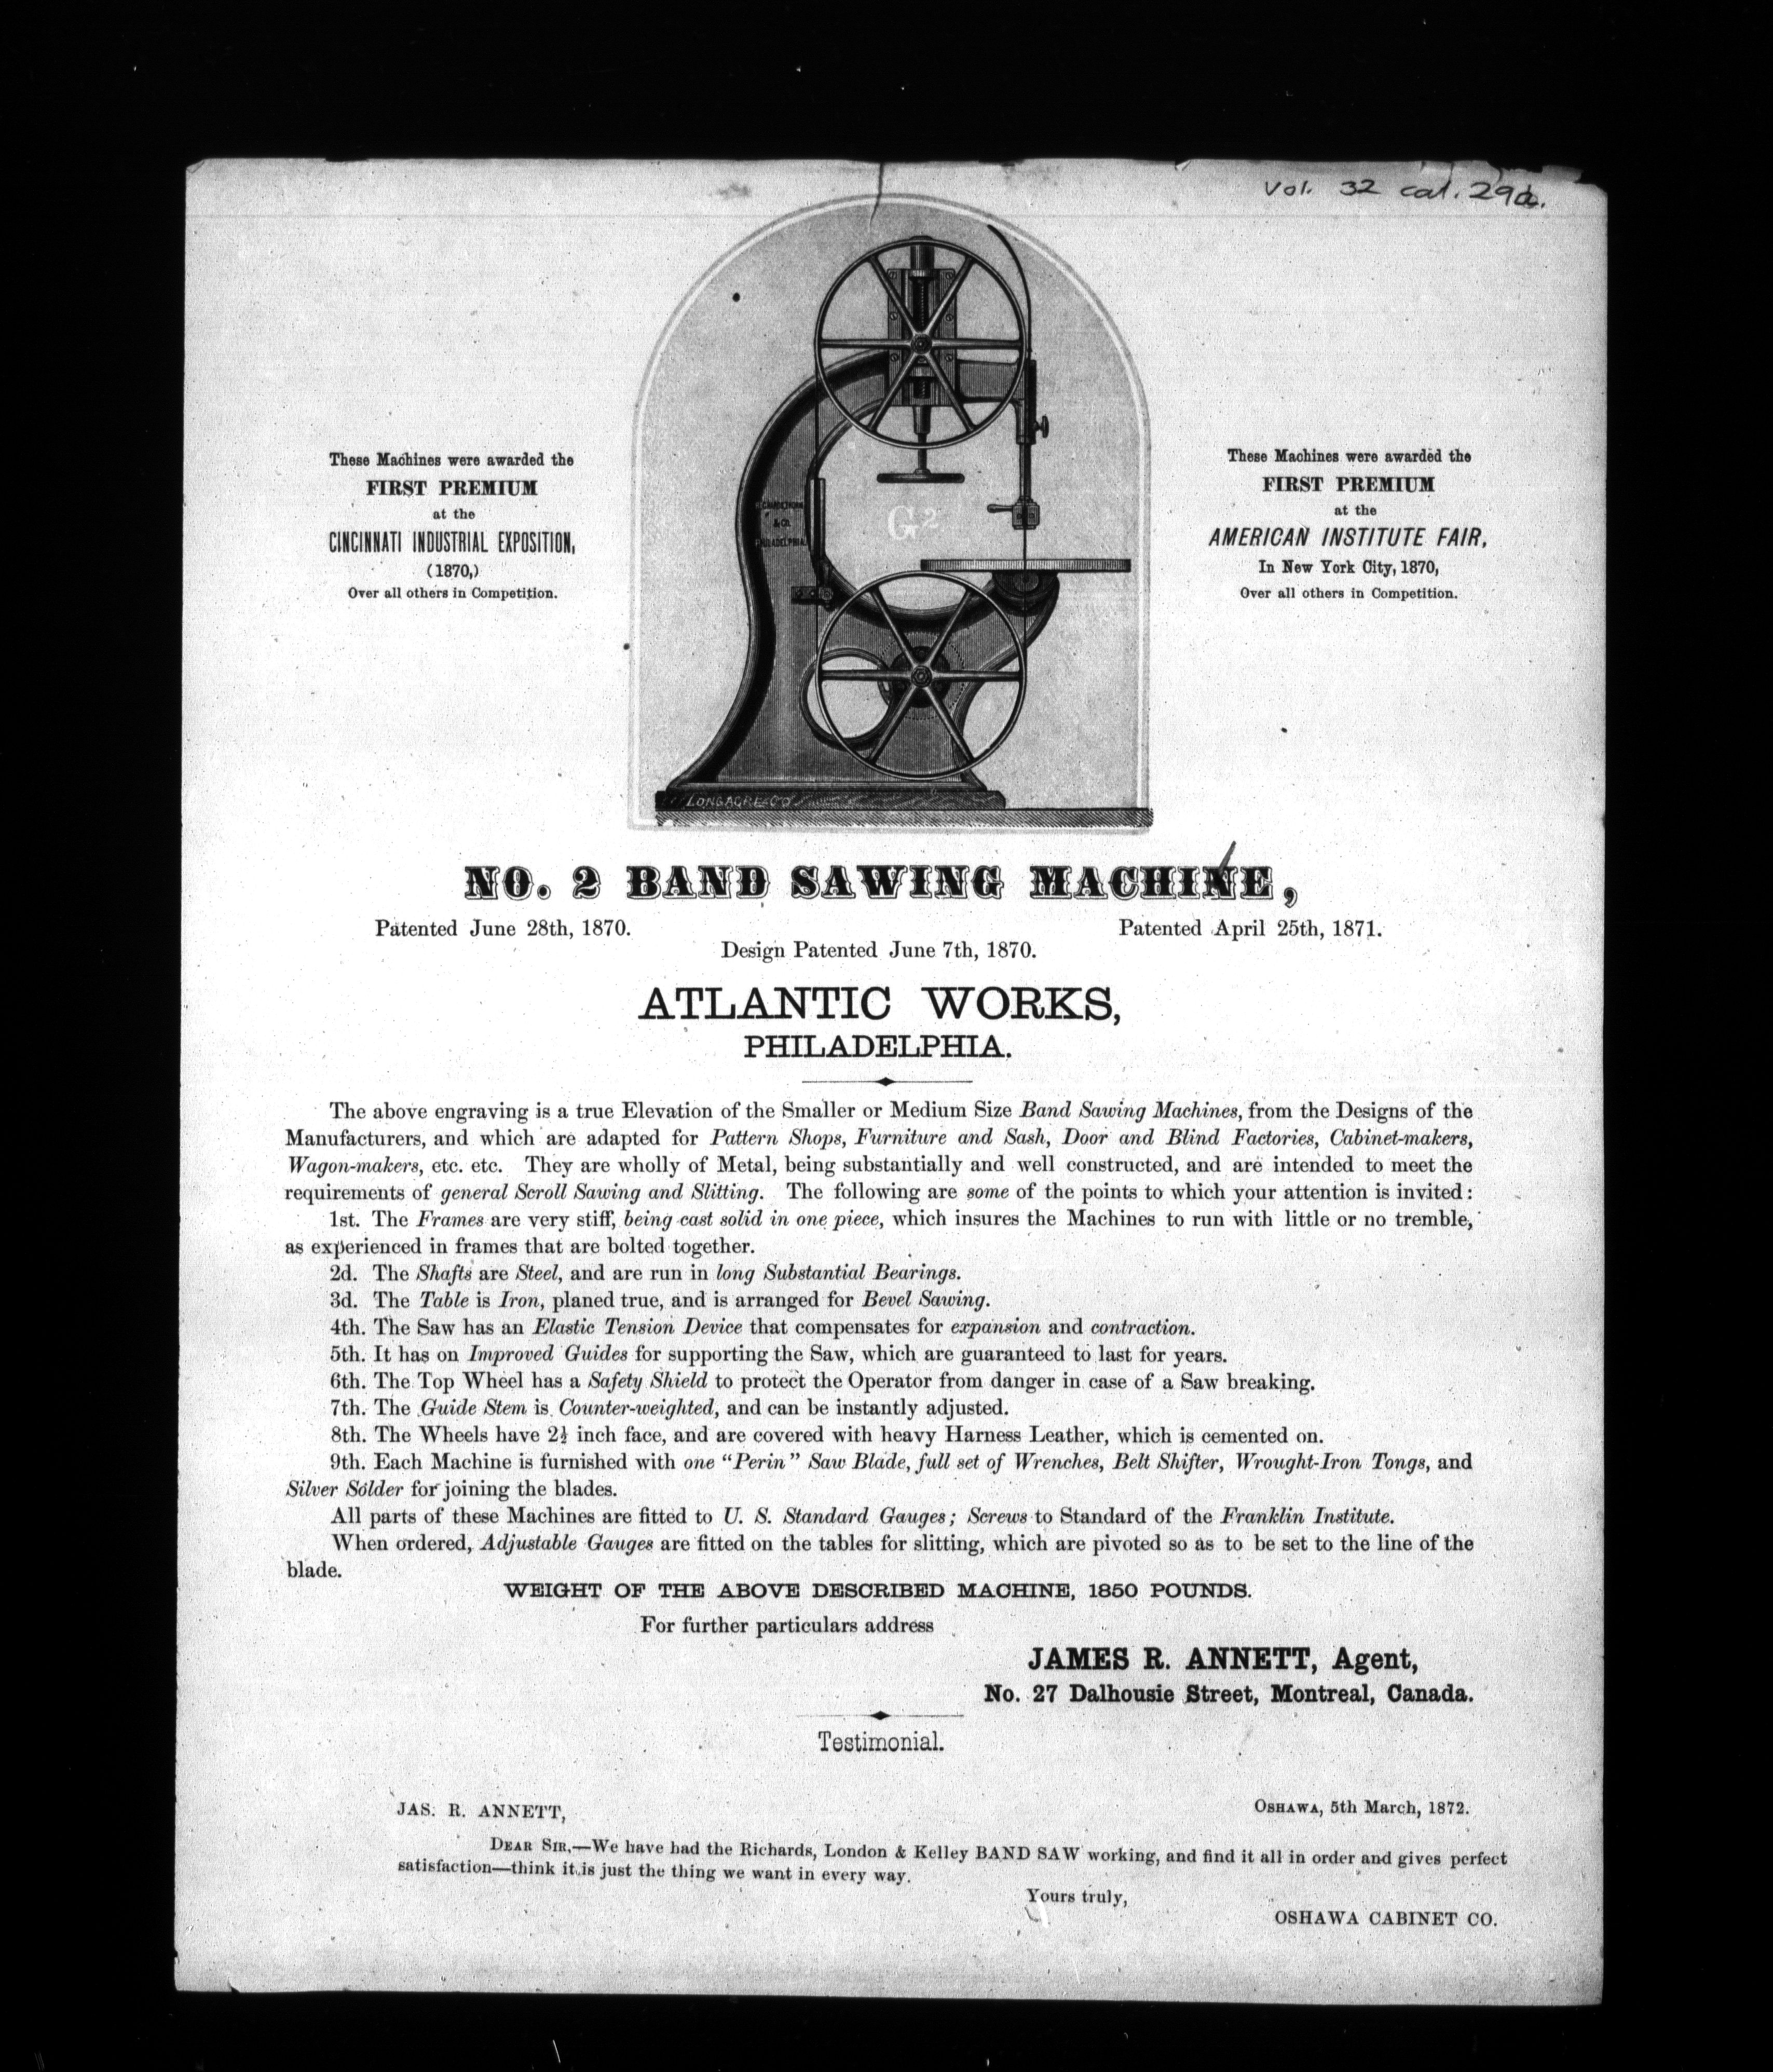 vol. 32 cat.
These Machines were awarded the
FIRST PREMIUM
at the
CINCINNATI INDUSTRIAL EXPOSITION,
(1870,)
Over all others in Competition.
& CO.
PHILADELPHIA.
G2
LONGACRE & CO
These Machines were awarded the
FIRST PREMIUM
at the
AMERICAN INSTITUTE FAIR,
In New York City, 1870,
Over all others in Competition.
NO. 2 BAND SAWING MACHINE,
Patented June 28th, 1870. Patented April 25th, 1871.
Design Patented June 7th, 1870.
ATLANTIC WORKS,
PHILADELPHIA.
The above engraving is a true Elevation of the Smaller or Medium Size Band Sawing Machines, from the Designs of the
Manufacturers, and which are adapted for Pattern Shops, Furniture and Sash, Door and Blind Factories, Cabinet-makers,
Wagon-makers, etc. etc. They are wholly of Metal, being substantially and well constructed, and are intended to meet the
requirements of general Scroll Sawing and Slitting. The following are some of the points to which your attention is invited:
1st. The Frames are very stiff, being cast solid in one piece, which insures the Machines to run with little or no tremble,
as experienced in frames that are bolted together.
2d. The Shafts are Steel, and are run in long Substantial Bearings.
3d. The Table is Iron, planed true, and is arranged for Bevel Sawing.
4th. The Saw has an Elastic Tension Device that compensates for expansion and contraction.
5th. It has on Improved Guides for supporting the Saw, which are guaranteed to last for years.
6th. The Top Wheel has a Safety Shield to protect the Operator from danger in case of a Saw breaking.
7th. The Guide Stem is Counter-weighted, and can be instantly adjusted.
8th. The Wheels have 2½ inch face, and are covered with heavy Harness Leather, which is cemented on.
9th. Each Machine is furnished with one "Perin" Saw Blade, full set of Wrenches, Belt Shifter, Wrought-Iron Tongs, and
Silver Solder for joining the blades.
All parts of these Machines are fitted to U. S. Standard Gauges; Screws to Standard of the Franklin Institute.
When ordered, Adjustable Gauges are fitted on the tables for slitting, which are pivoted so as to be set to the line of the
blade.
WEIGHT OF THE ABOVE DESCRIBED MACHINE, 1850 POUNDS.
For further particulars address
JAMES R. ANNETT, Agent,
No. 27 Dalhousie Street, Montreal, Canada.
Testimonial.
JAS. R. ANNETT, OSHAWA, 5th March, 1872.
DEAR SIR,—We have had the Richards, London & Kelley BAND SAW working, and find it all in order and gives perfect
satisfaction—think it is just the thing we want in every way.
Yours truly,
OSHAWA CABINET CO.